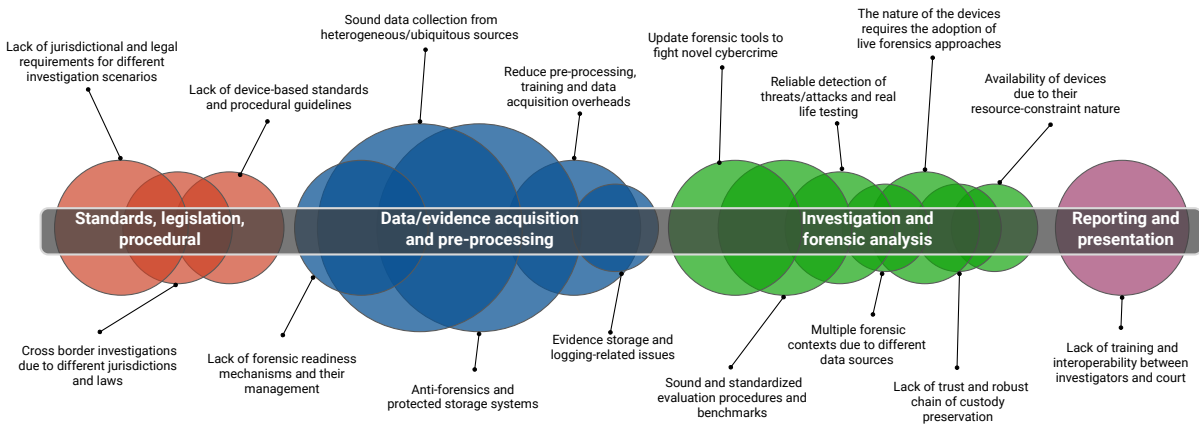 Lack of jurisdictional and legal
requirements for different
investigation scenarios
Lack of device-based standards
and procedural guidelines
Sound data collection from
heterogeneous/ubiquitous sources
Reduce pre-processing,
training and data
acquisition overheads
Update forensic tools to
fight novel cybercrime
Reliable detection of
threats/attacks and real
life testing
The nature of the devices
requires the adoption of
live forensics approaches
Availability of devices
due to their
resource-constraint nature
Standards, legislation,
procedural
Data/evidence acquisition
and pre-processing
Investigation and
forensic analysis
Reporting and
presentation
Cross border investigations
due to different jurisdictions
and laws
Lack of forensic readiness
mechanisms and their
management
Anti-forensics and
protected storage systems
Evidence storage and
logging-related issues
Sound and standardized
evaluation procedures and
benchmarks
Multiple forensic
contexts due to different
data sources
Lack of trust and robust
chain of custody
preservation
Lack of training and
interoperability between
investigators and court